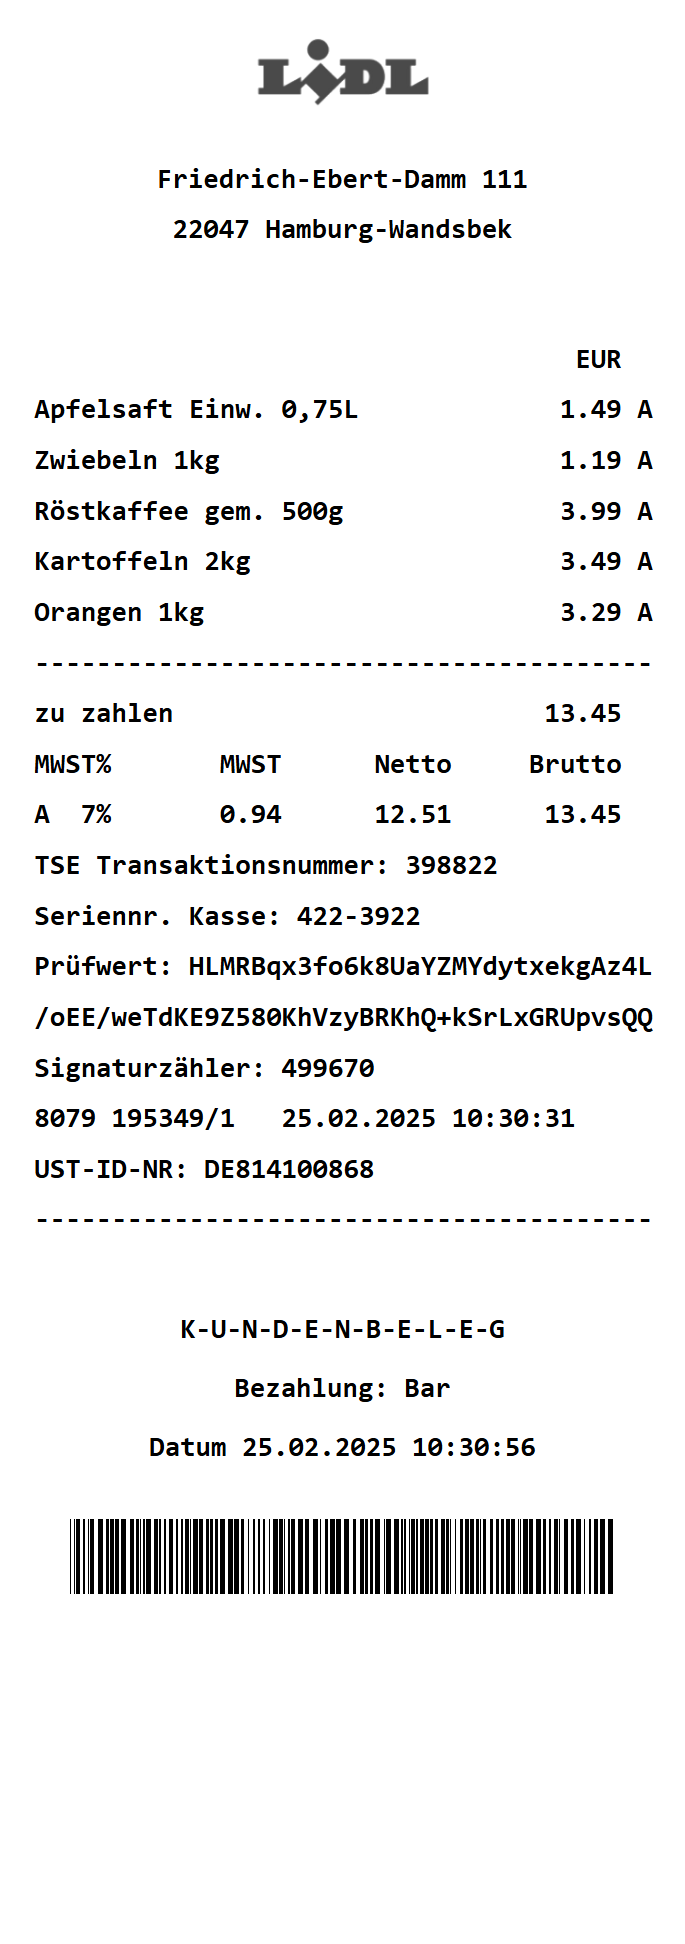 LIDL
Friedrich-Ebert-Damm 111
22047 Hamburg-Wandsbek
EUR
Apfelsaft Einw. 0,75L 1.49 A
Zwiebeln 1kg 1.19 A
Röstkaffee gem. 500g 3.99 A
Kartoffeln 2kg 3.49 A
Orangen 1kg 3.29 A
----------------------------------------
zu zahlen 13.45
MWST% MWST Netto Brutto
A 7% 0.94 12.51 13.45
TSE Transaktionsnummer: 398822
Seriennr. Kasse: 422-3922
Prüfwert: HLMRBqx3fo6k8UaYZMYdytxekgAz4L
/oEE/weTdKE9Z580KhVzyBRKhQ+kSrLxGRUpvsQQ
Signaturzähler: 499670
8079 195349/1 25.02.2025 10:30:31
UST-ID-NR: DE814100868
----------------------------------------
K-U-N-D-E-N-B-E-L-E-G
Bezahlung: Bar
Datum 25.02.2025 10:30:56